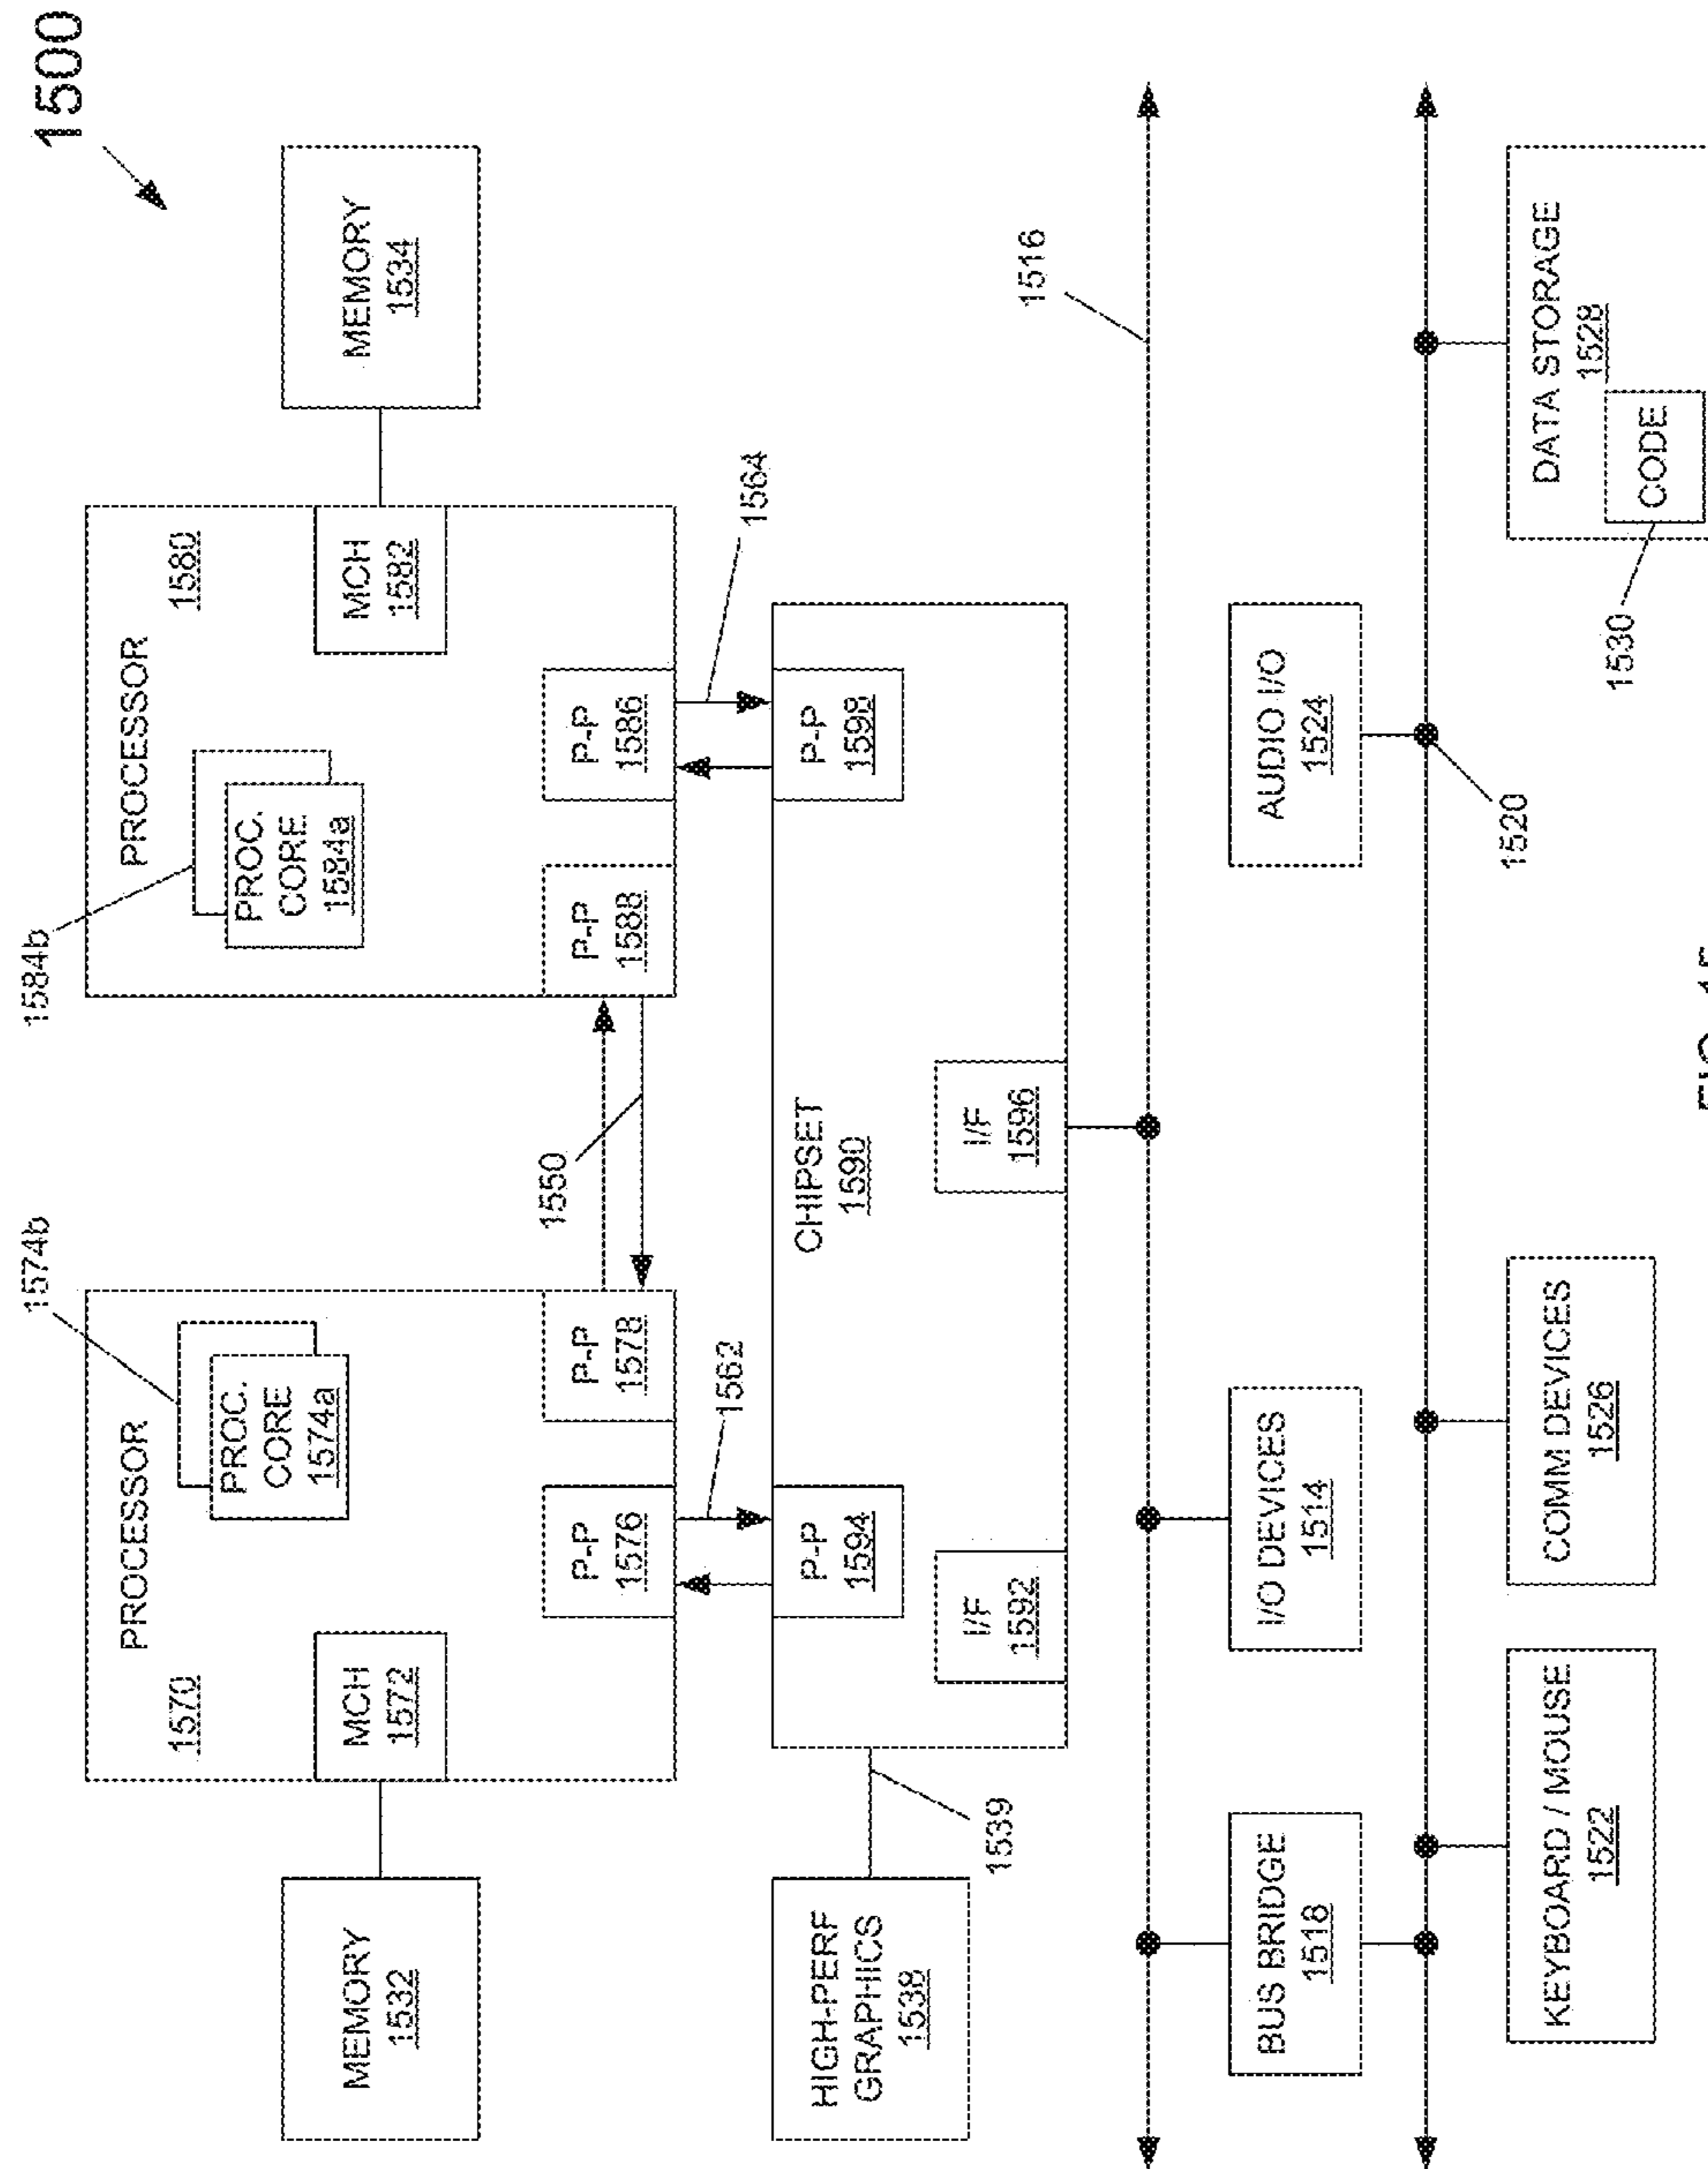 1500
1574b
1584b
PROCESSOR
1570
PROC.
CORE
1574a
MCH
1572
P-P
1576
P-P
1578
MEMORY
1532
PROCESSOR
1580
PROC.
CORE
1584a
MCH
1582
P-P
1588
P-P
1586
MEMORY
1534
1550
1562
1564
HIGH-PERF
GRAPHICS
1538
1539
P-P
1594
P-P
1598
CHIPSET
1590
I/F
1592
I/F
1596
1516
BUS BRIDGE
1518
I/O DEVICES
1514
AUDIO I/O
1524
1520
KEYBOARD / MOUSE
1522
COMM DEVICES
1526
DATA STORAGE
1528
CODE
1530
FIG. 15